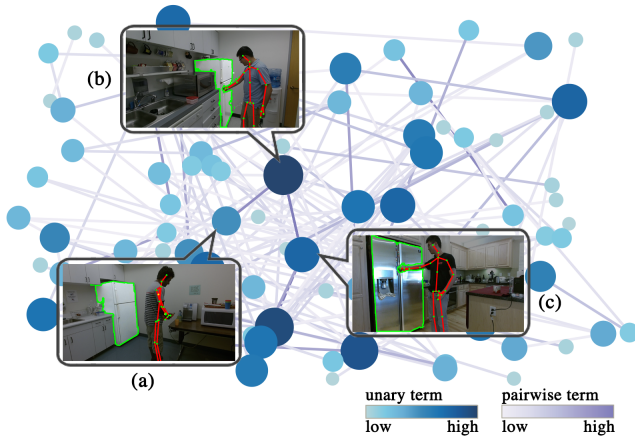 (b)
(c)
(a)
unary term
low high
pairwise term
low high